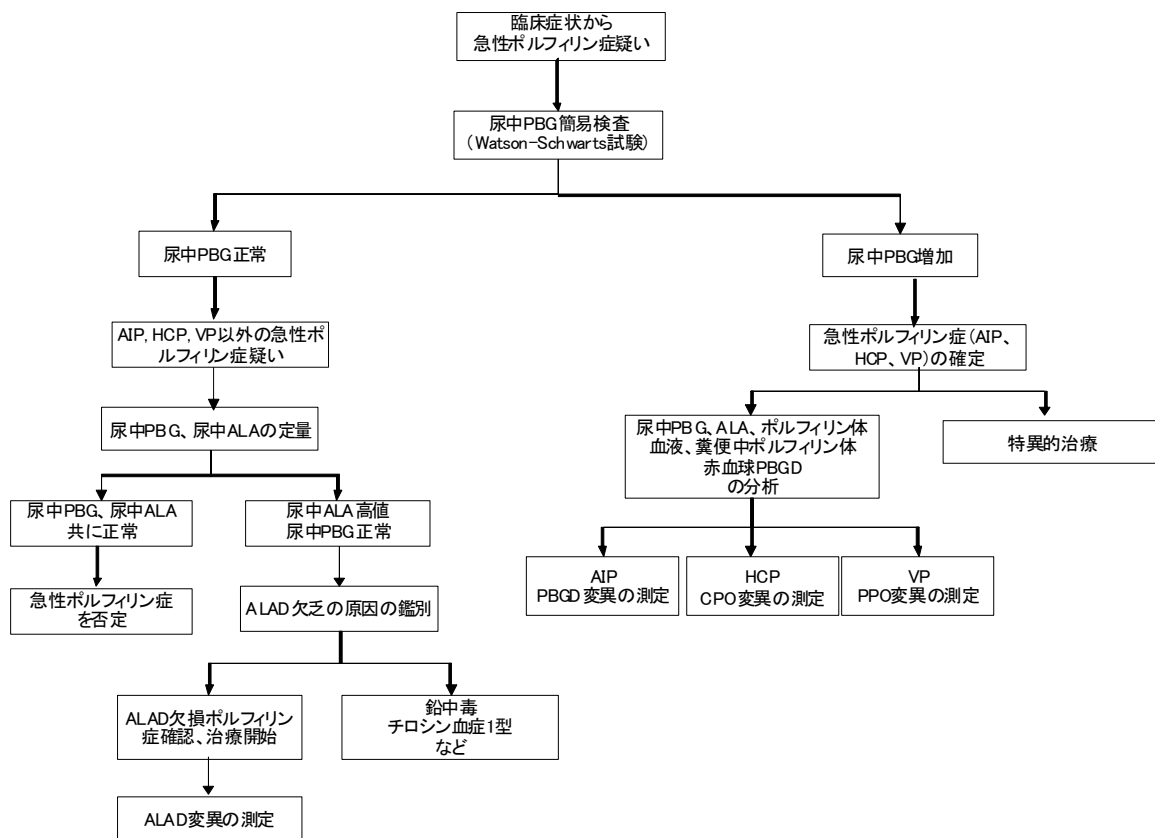 臨床症状から
急性ポルフィリン症疑い
尿中PBG簡易検査
(Watson-Schwarts試験)
尿中PBG正常
尿中PBG増加
AIP, HCP, VP以外の急性ポ
ルフィリン症疑い
急性ポルフィリン症(AIP、
HCP、VP)の確定
尿中PBG、尿中ALAの定量
尿中PBG、ALA、ポルフィリン体
血液、糞便中ポルフィリン体
赤血球PBGD
の分析
特異的治療
尿中PBG、尿中ALA
共に正常
尿中ALA高値
尿中PBG正常
AIP
PBGD変異の測定
HCP
CPO変異の測定
VP
PPO変異の測定
急性ポルフィリン症
を否定
ALAD欠乏の原因の鑑別
ALAD欠損ポルフィリン
症確認、治療開始
鉛中毒
チロシン血症1型
など
ALAD変異の測定